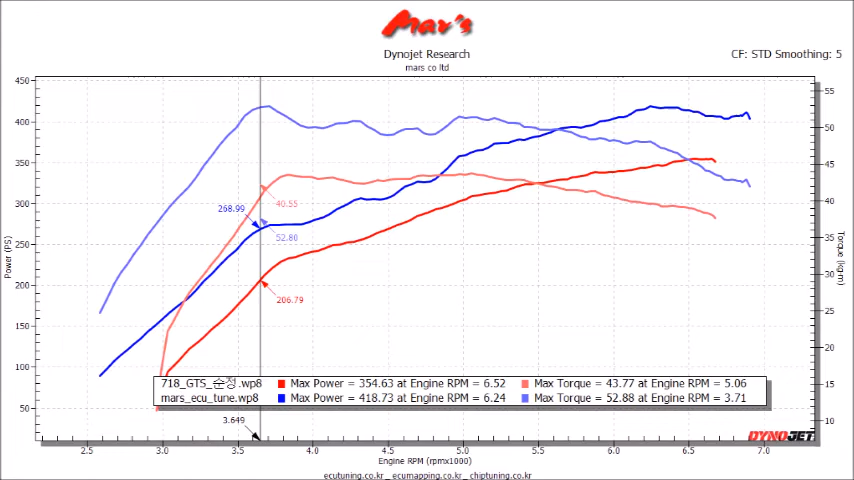 Mar's
Dynojet Research
mars co ltd
CF: STD Smoothing: 5
450
400
350
300
250
200
150
100
50
Power (PS)
55
50
45
40
35
30
25
20
15
10
Torque (kg·m)
40.55
268.99
52.80
206.79
718_GTS_순정.wp8 Max Power = 354.63 at Engine RPM = 6.52 Max Torque = 43.77 at Engine RPM = 5.06
mars_ecu_tune.wp8 Max Power = 418.73 at Engine RPM = 6.24 Max Torque = 52.88 at Engine RPM = 3.71
3.649
DYNOJET
2.5 3.0 3.5 4.0 4.5 5.0 5.5 6.0 6.5 7.0
Engine RPM (rpmx1000)
ecutuning.co.kr_ ecumapping.co.kr_ chiptuning.co.kr